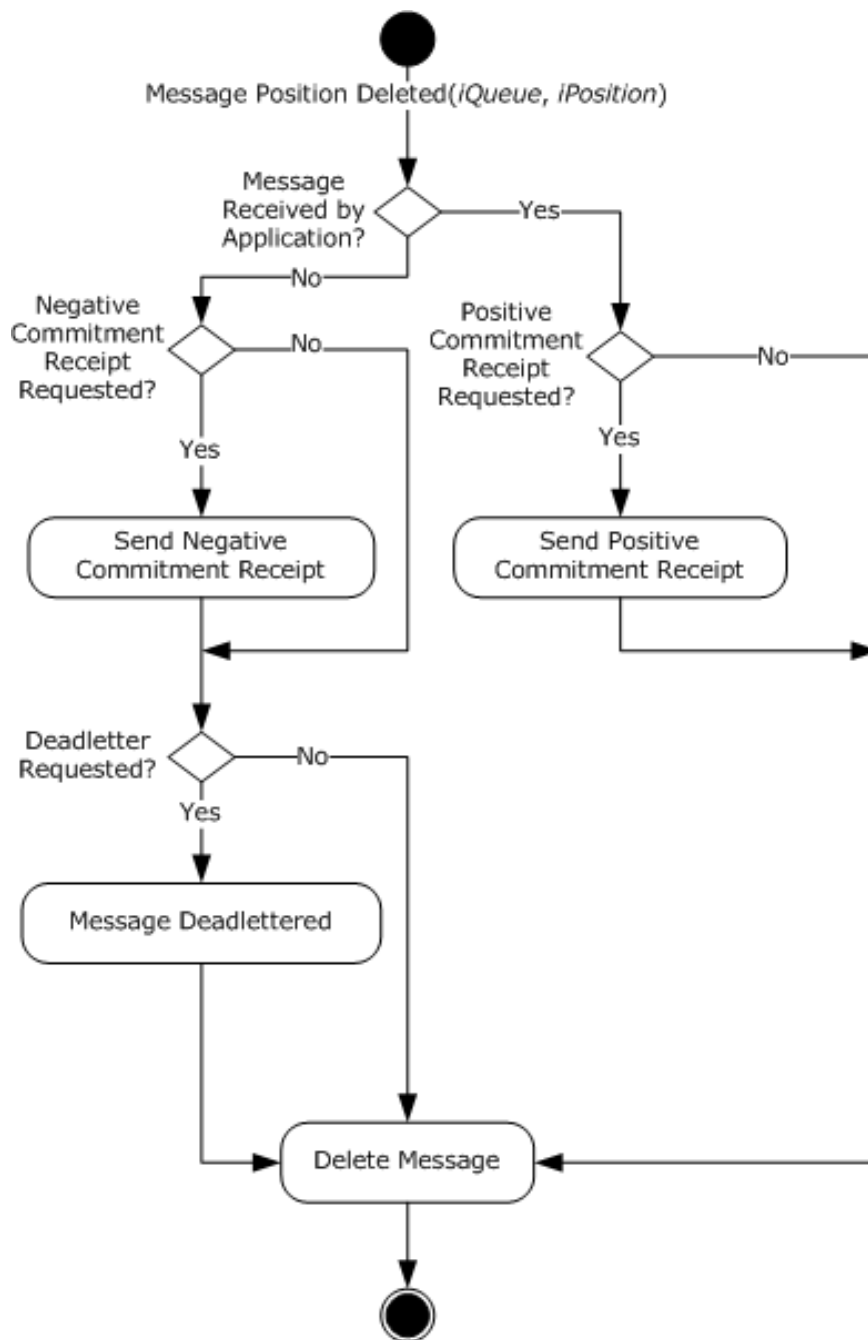 Message Position Deleted(iQueue, iPosition)
Message
Received by
Application?
Yes
No
Negative
Commitment
Receipt
Requested?
No
Yes
Positive
Commitment
Receipt
Requested?
No
Yes
Send Negative
Commitment Receipt
Send Positive
Commitment Receipt
Deadletter
Requested?
No
Yes
Message Deadlettered
Delete Message